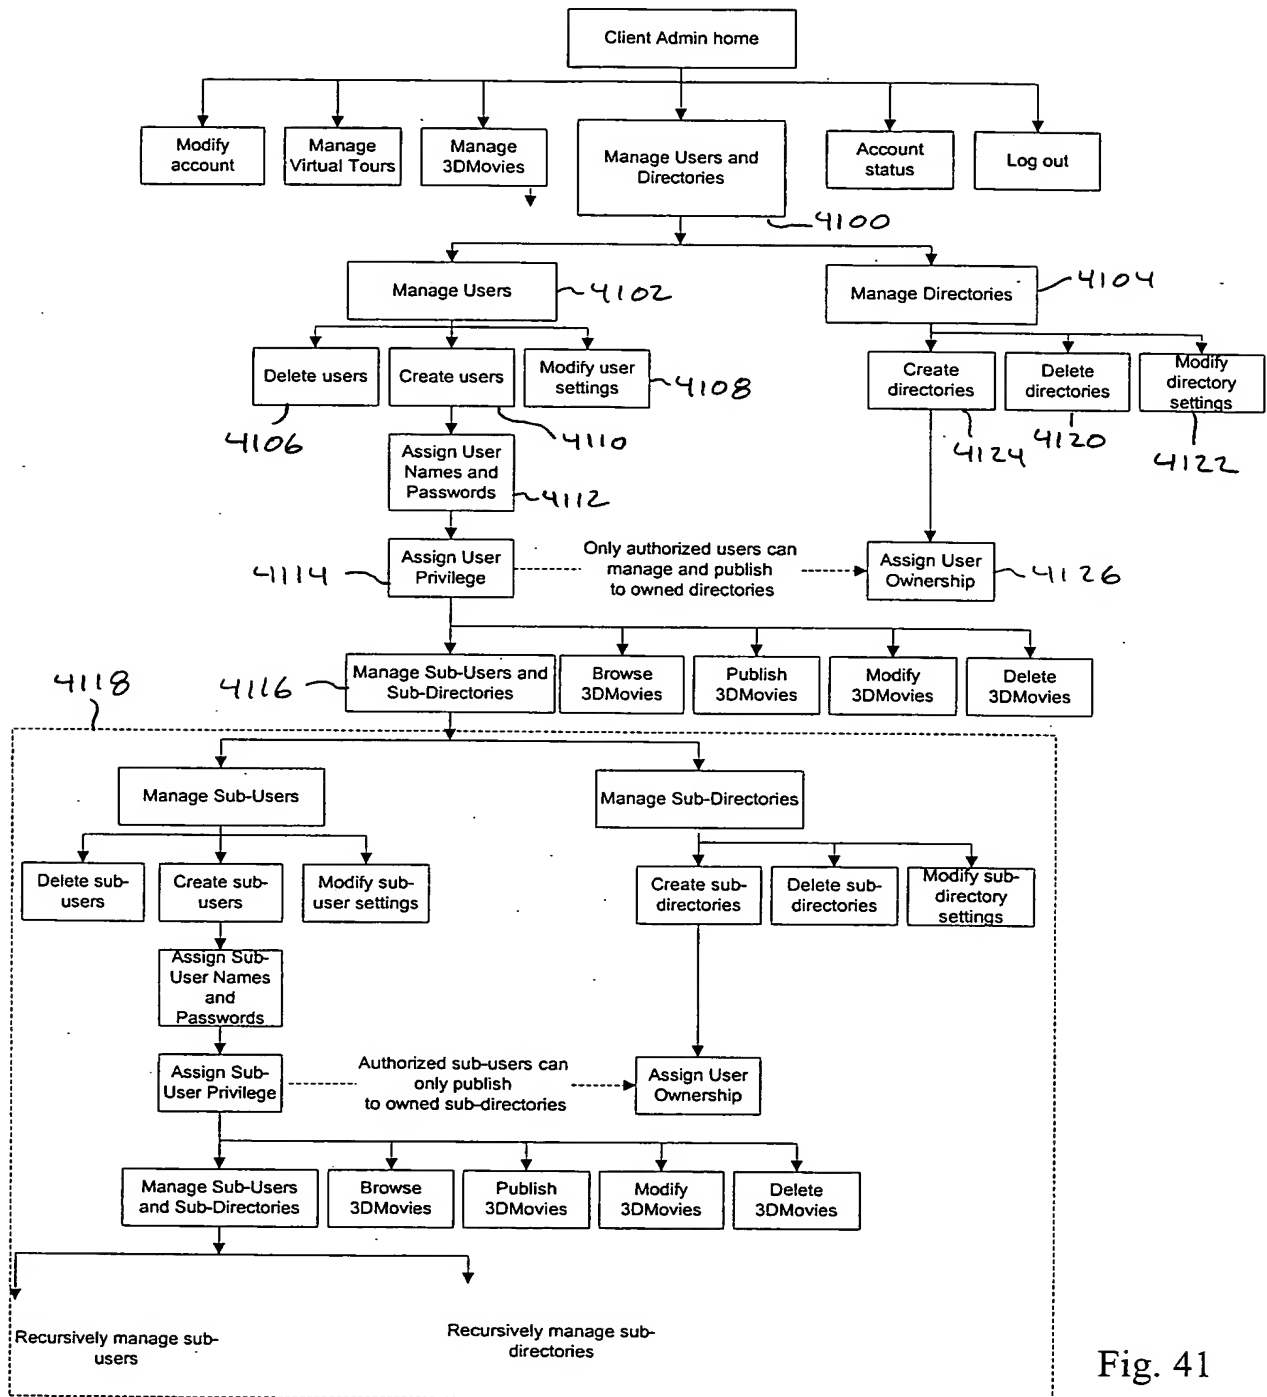 Client Admin home
Modify
account
Manage
Virtual Tours
Manage
3DMovies
Manage Users and
Directories
Account
status
Log out
4100
Manage Users
4102
Manage Directories
4104
Delete users
Create users
Modify user
settings
4108
Create
directories
Delete
directories
Modify
directory
settings
4106
4110
4124
4120
4122
Assign User
Names and
Passwords
4112
4114
Assign User
Privilege
Only authorized users can
manage and publish
to owned directories
Assign User
Ownership
4126
4118
4116
Manage Sub-Users and
Sub-Directories
Browse
3DMovies
Publish
3DMovies
Modify
3DMovies
Delete
3DMovies
Manage Sub-Users
Manage Sub-Directories
Delete sub-
users
Create sub-
users
Modify sub-
user settings
Create sub-
directories
Delete sub-
directories
Modify sub-
directory
settings
Assign Sub-
User Names
and
Passwords
Assign Sub-
User Privilege
Authorized sub-users can
only publish
to owned sub-directories
Assign User
Ownership
Manage Sub-Users
and Sub-Directories
Browse
3DMovies
Publish
3DMovies
Modify
3DMovies
Delete
3DMovies
Recursively manage sub-
users
Recursively manage sub-
directories
Fig. 41